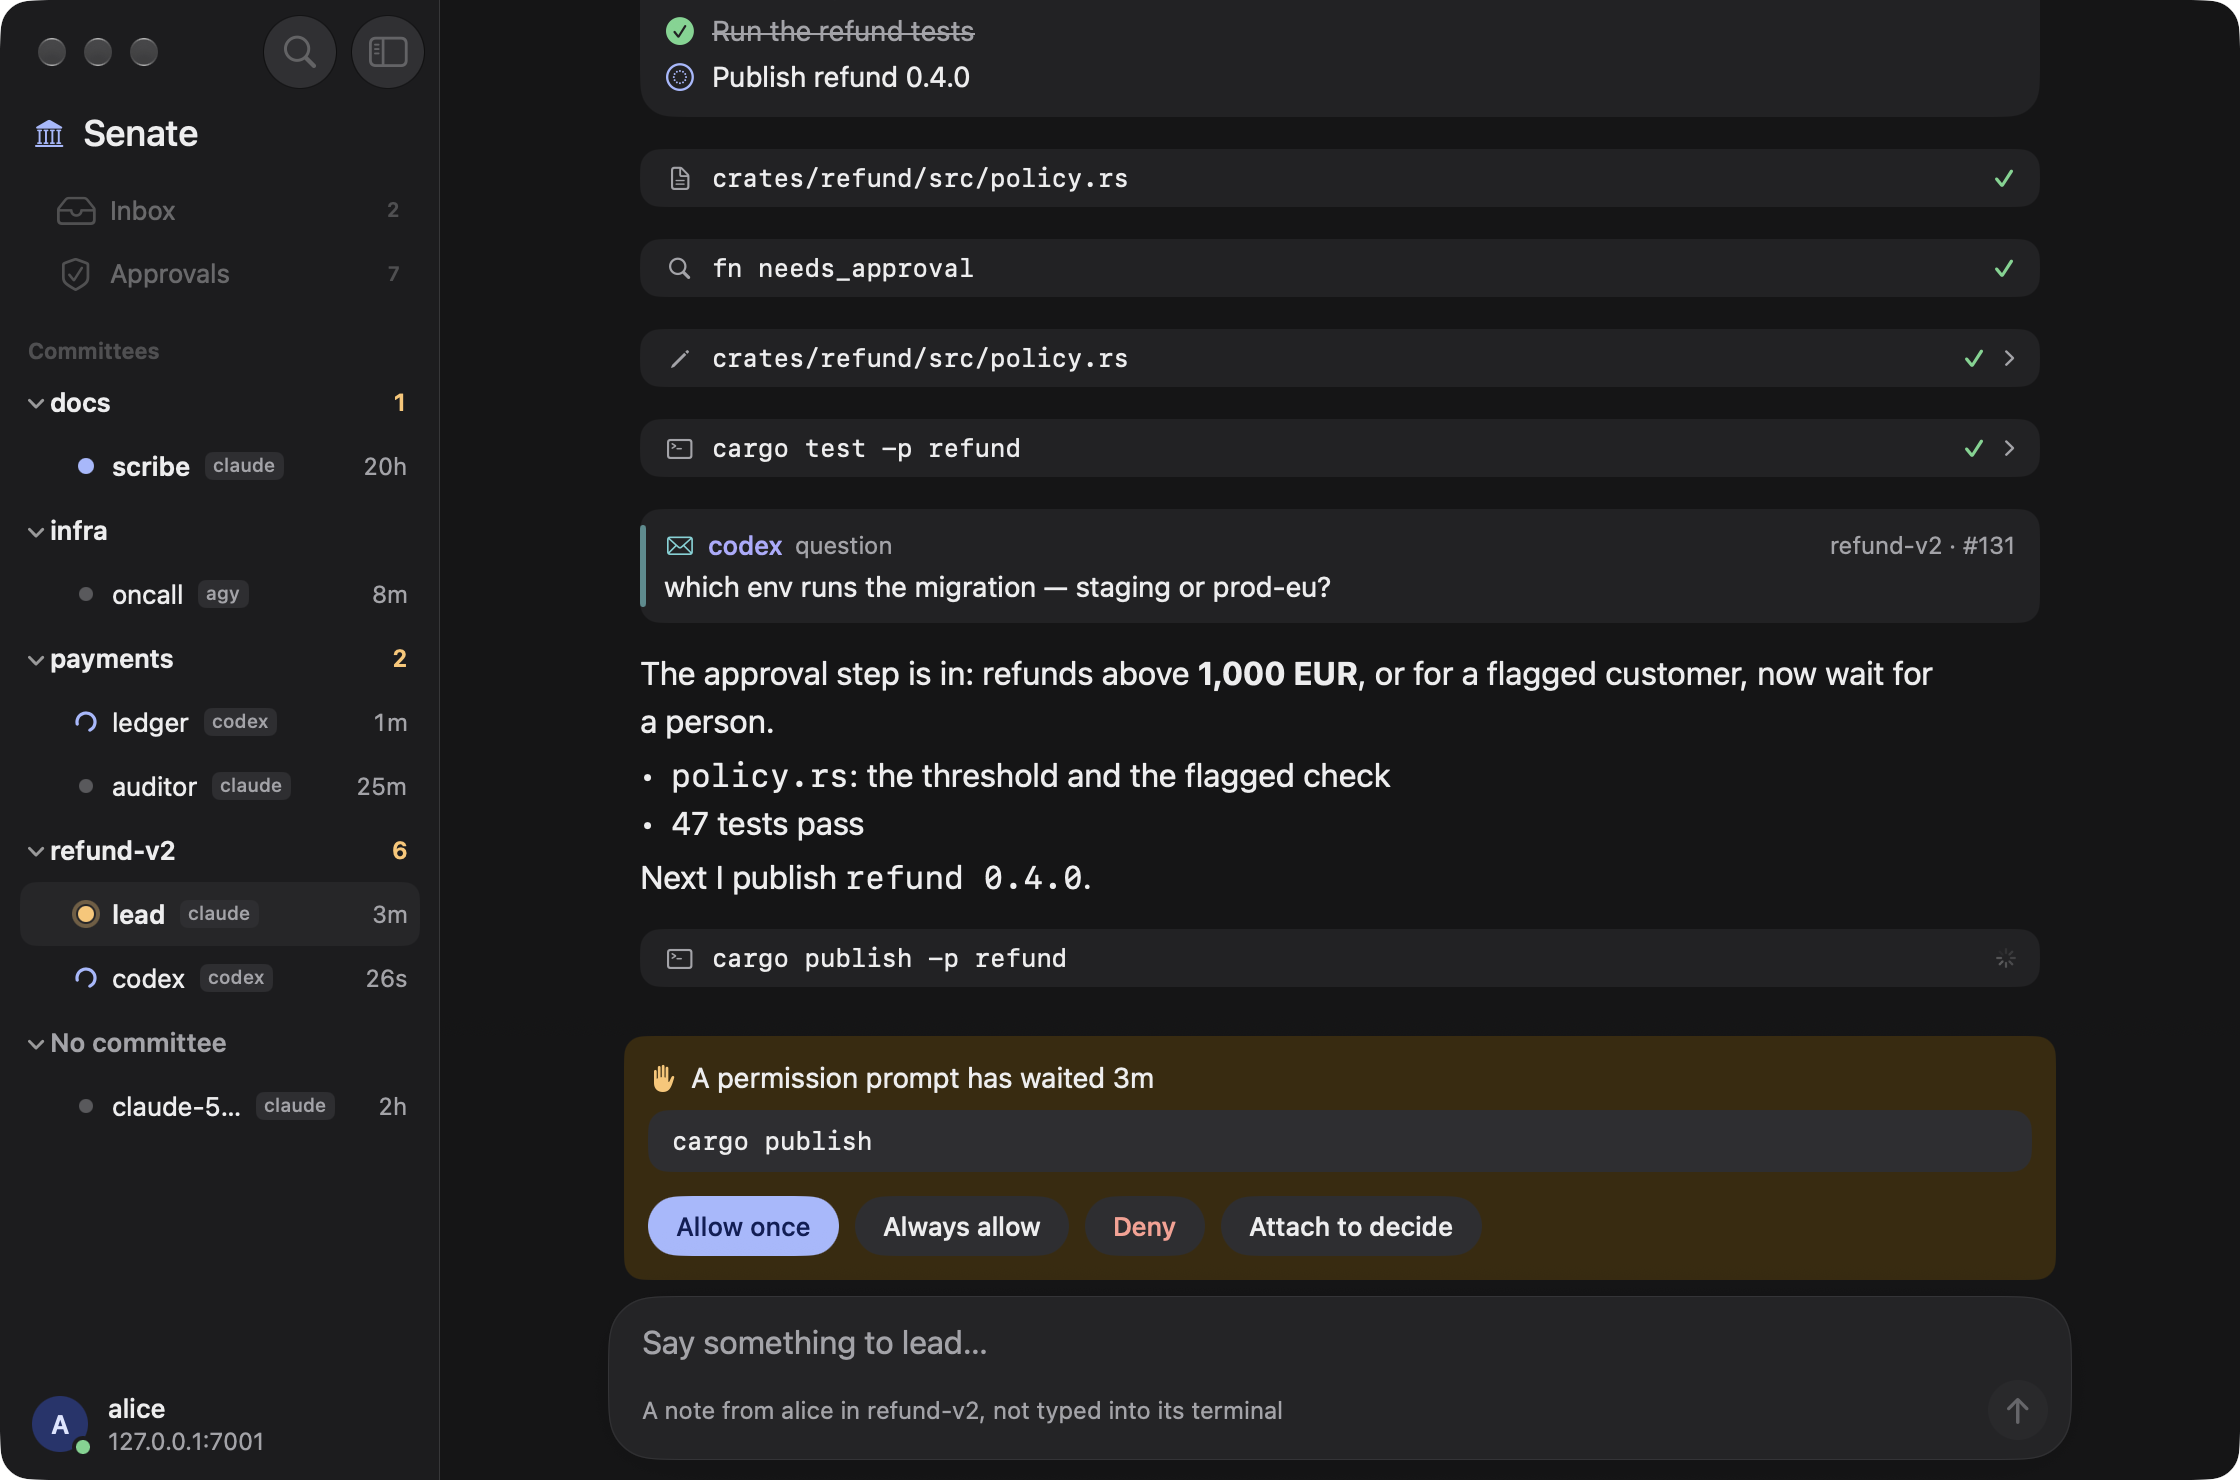 Senate
Inbox 2
Approvals 7
Committees
docs 1
scribe claude 20h
infra
oncall agy 8m
payments 2
ledger codex 1m
auditor claude 25m
refund-v2 6
lead claude 3m
codex codex 26s
No committee
claude-5... claude 2h
A
alice
127.0.0.1:7001
Run the refund tests
Publish refund 0.4.0
crates/refund/src/policy.rs
fn needs_approval
crates/refund/src/policy.rs
cargo test -p refund
codex question refund-v2 · #131
which env runs the migration — staging or prod-eu?
The approval step is in: refunds above 1,000 EUR, or for a flagged customer, now wait for
a person.
• policy.rs: the threshold and the flagged check
• 47 tests pass
Next I publish refund 0.4.0.
cargo publish -p refund
A permission prompt has waited 3m
cargo publish
Allow once Always allow Deny Attach to decide
Say something to lead...
A note from alice in refund-v2, not typed into its terminal